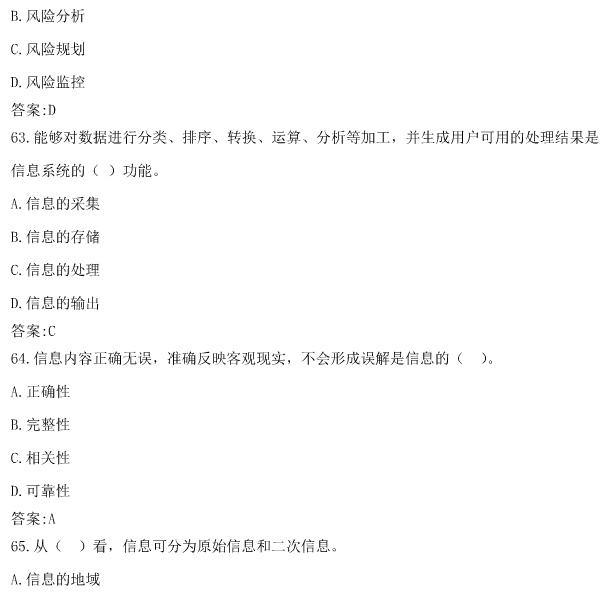 B.风险分析
C.风险规划
D.风险监控
答案:D
63.能够对数据进行分类、排序、转换、运算、分析等加工，并生成用户可用的处理结果是
信息系统的（ ）功能。
A.信息的采集
B.信息的存储
C.信息的处理
D.信息的输出
答案:C
64.信息内容正确无误，准确反映客观现实，不会形成误解是信息的（ ）。
A.正确性
B.完整性
C.相关性
D.可靠性
答案:A
65.从（ ）看，信息可分为原始信息和二次信息。
A.信息的地域